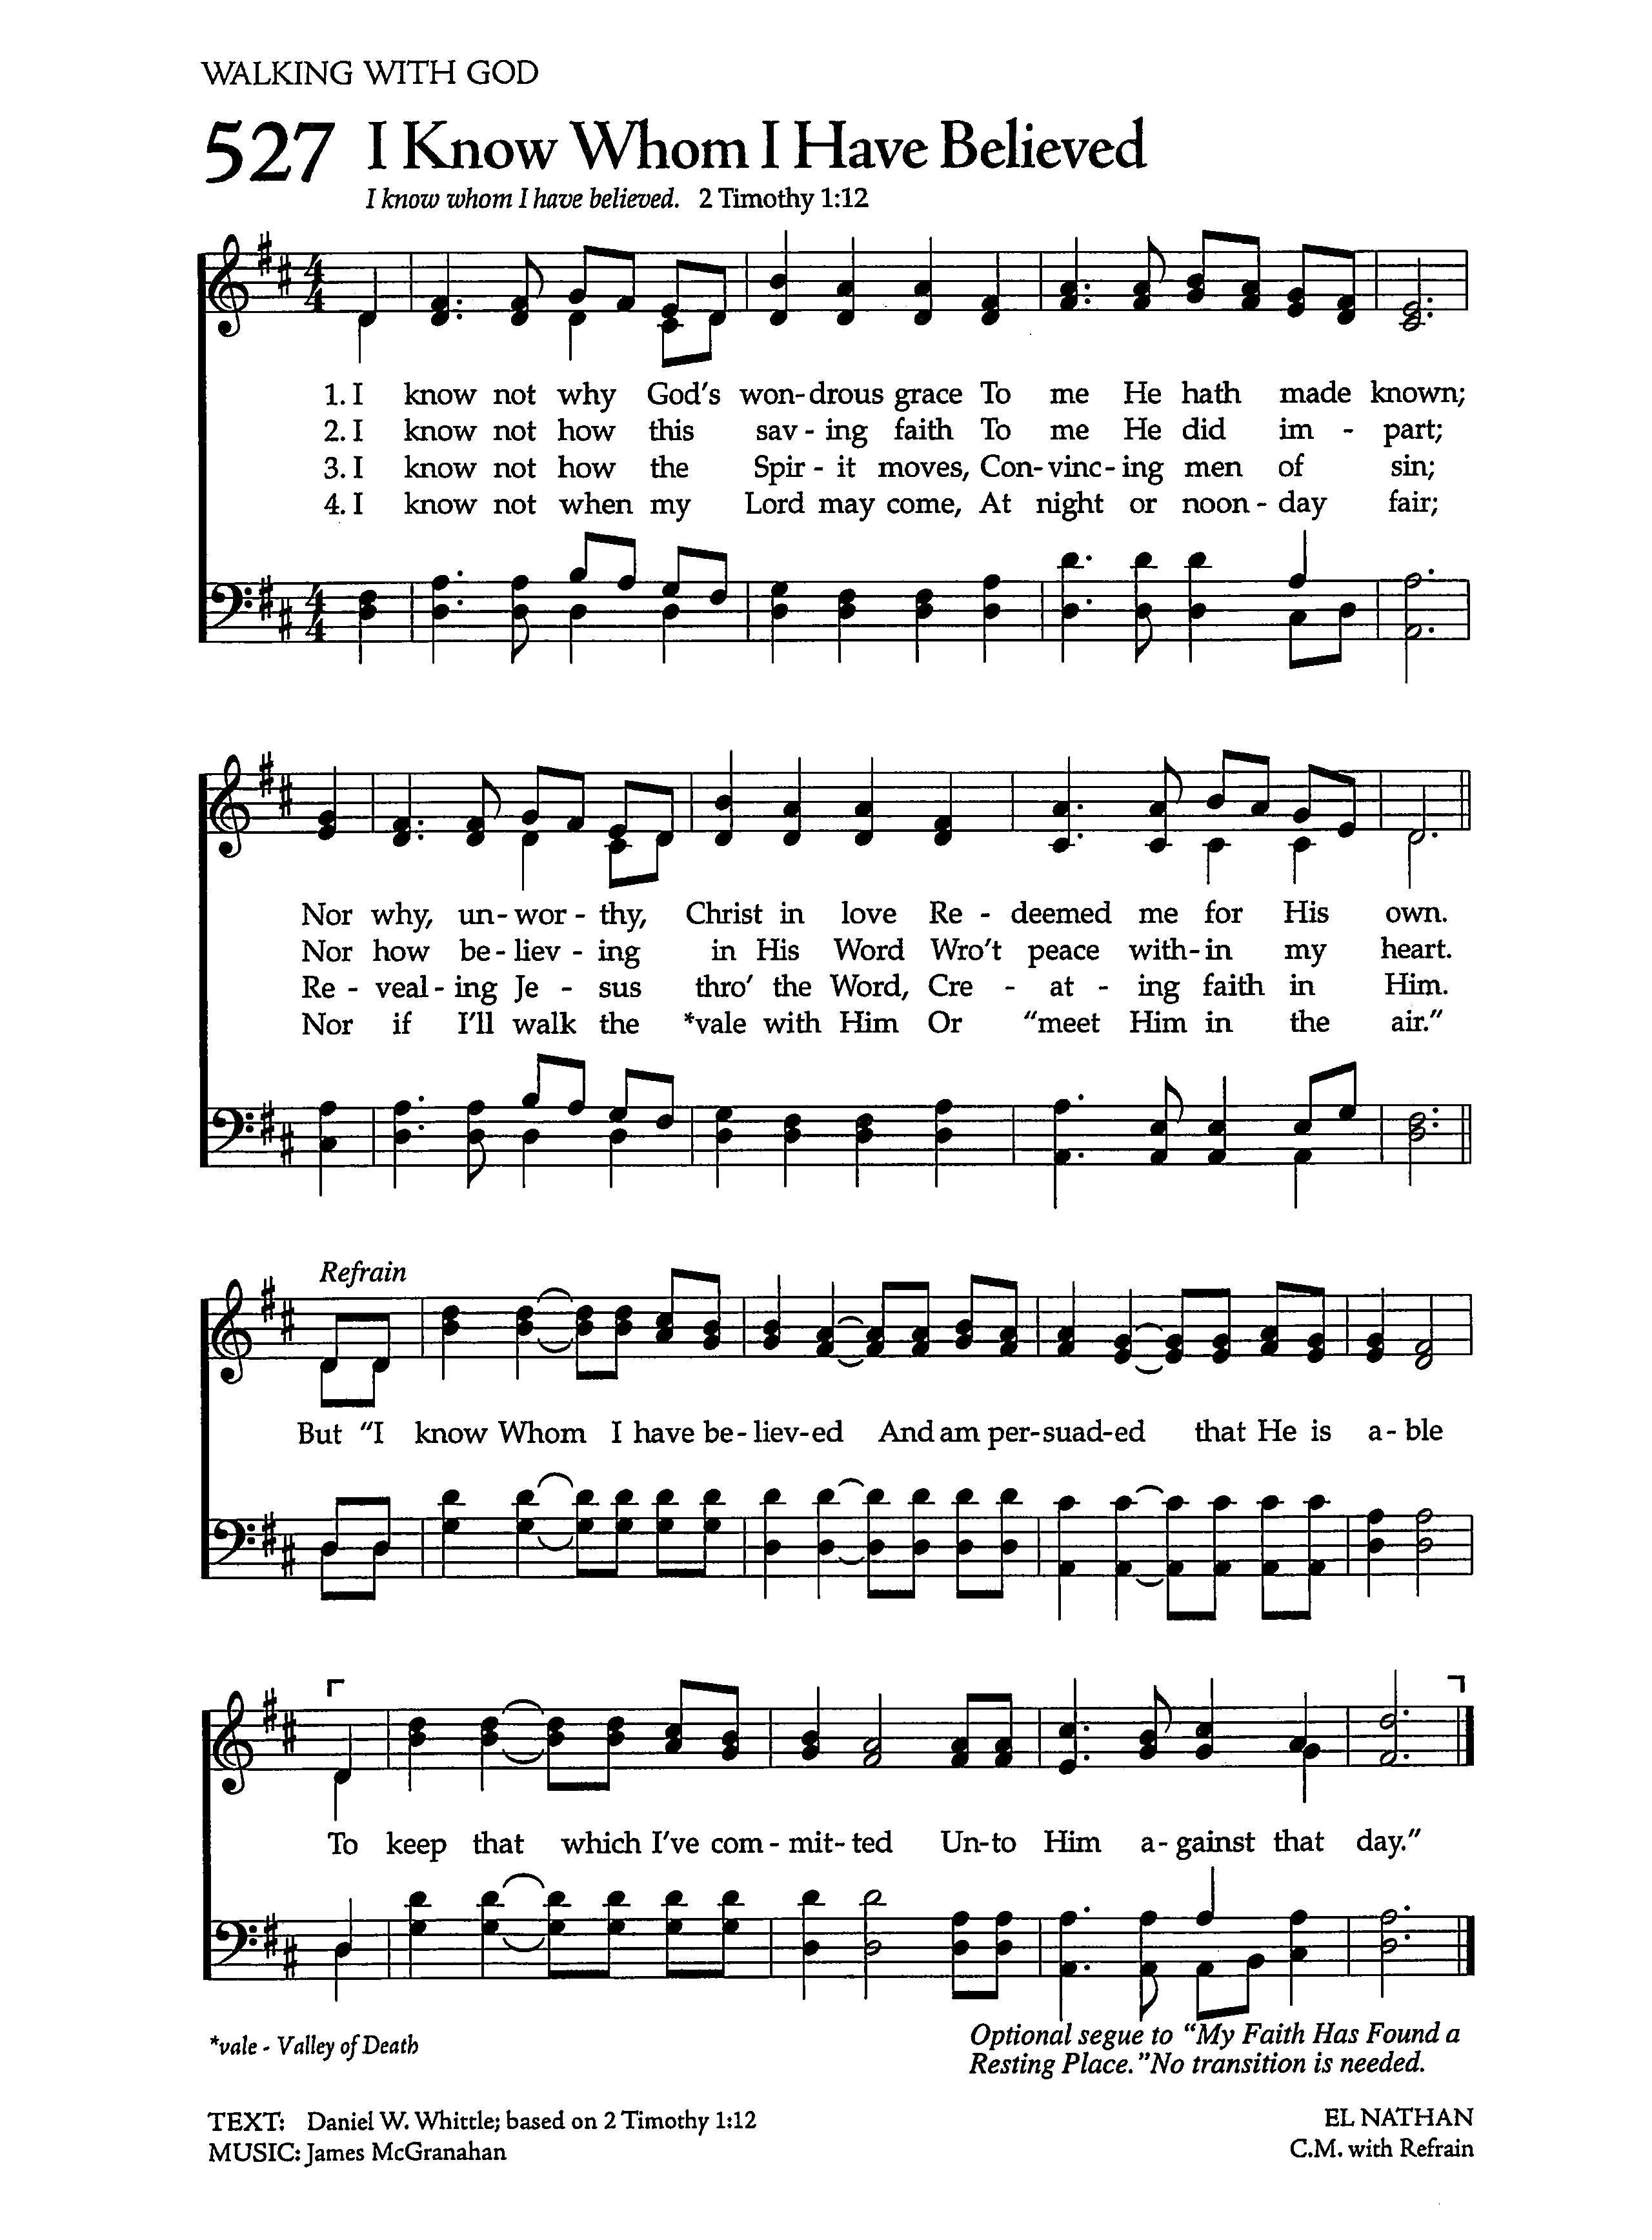 WALKING WITH GOD
527 I Know Whom I Have Believed
I know whom I have believed. 2 Timothy 1:12
1. I know not why God's won-drous grace To me He hath made known;
2. I know not how this sav - ing faith To me He did im - part;
3. I know not how the Spir - it moves, Con-vinc-ing men of sin;
4. I know not when my Lord may come, At night or noon - day fair;
Nor why, un-wor - thy, Christ in love Re - deemed me for His own.
Nor how be-liev - ing in His Word Wro't peace with-in my heart.
Re - veal-ing Je - sus thro' the Word, Cre - at - ing faith in Him.
Nor if I'll walk the *vale with Him Or "meet Him in the air."
Refrain
But "I know Whom I have be-liev-ed And am per-suad-ed that He is a-ble
To keep that which I've com-mit-ted Un-to Him a-gainst that day."
*vale - Valley of Death
Optional segue to "My Faith Has Found a
Resting Place." No transition is needed.
TEXT: Daniel W. Whittle; based on 2 Timothy 1:12
MUSIC: James McGranahan
EL NATHAN
C.M. with Refrain